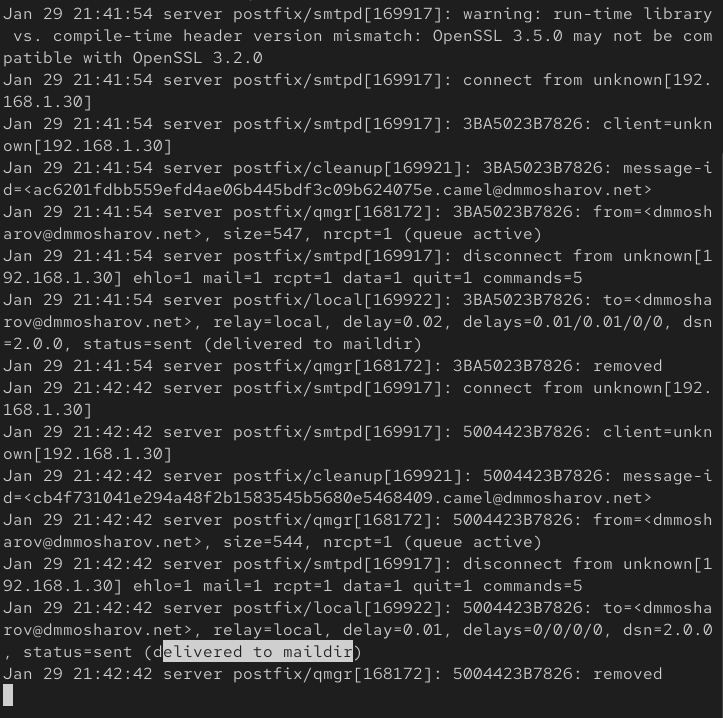 Jan 29 21:41:54 server postfix/smtpd[169917]: warning: run-time library
 vs. compile-time header version mismatch: OpenSSL 3.5.0 may not be com
patible with OpenSSL 3.2.0
Jan 29 21:41:54 server postfix/smtpd[169917]: connect from unknown[192.
168.1.30]
Jan 29 21:41:54 server postfix/smtpd[169917]: 3BA5023B7826: client=unkn
own[192.168.1.30]
Jan 29 21:41:54 server postfix/cleanup[169921]: 3BA5023B7826: message-i
d=<ac6201fdbb559efd4ae06b445bdf3c09b624075e.camel@dmmosharov.net>
Jan 29 21:41:54 server postfix/qmgr[168172]: 3BA5023B7826: from=<dmmosh
arov@dmmosharov.net>, size=547, nrcpt=1 (queue active)
Jan 29 21:41:54 server postfix/smtpd[169917]: disconnect from unknown[1
92.168.1.30] ehlo=1 mail=1 rcpt=1 data=1 quit=1 commands=5
Jan 29 21:41:54 server postfix/local[169922]: 3BA5023B7826: to=<dmmosha
rov@dmmosharov.net>, relay=local, delay=0.02, delays=0.01/0.01/0/0, dsn
=2.0.0, status=sent (delivered to maildir)
Jan 29 21:41:54 server postfix/qmgr[168172]: 3BA5023B7826: removed
Jan 29 21:42:42 server postfix/smtpd[169917]: connect from unknown[192.
168.1.30]
Jan 29 21:42:42 server postfix/smtpd[169917]: 5004423B7826: client=unkn
own[192.168.1.30]
Jan 29 21:42:42 server postfix/cleanup[169921]: 5004423B7826: message-i
d=<cb4f731041e294a48f2b1583545b5680e5468409.camel@dmmosharov.net>
Jan 29 21:42:42 server postfix/qmgr[168172]: 5004423B7826: from=<dmmosh
arov@dmmosharov.net>, size=544, nrcpt=1 (queue active)
Jan 29 21:42:42 server postfix/smtpd[169917]: disconnect from unknown[1
92.168.1.30] ehlo=1 mail=1 rcpt=1 data=1 quit=1 commands=5
Jan 29 21:42:42 server postfix/local[169922]: 5004423B7826: to=<dmmosha
rov@dmmosharov.net>, relay=local, delay=0.01, delays=0/0/0/0, dsn=2.0.0
, status=sent (delivered to maildir)
Jan 29 21:42:42 server postfix/qmgr[168172]: 5004423B7826: removed